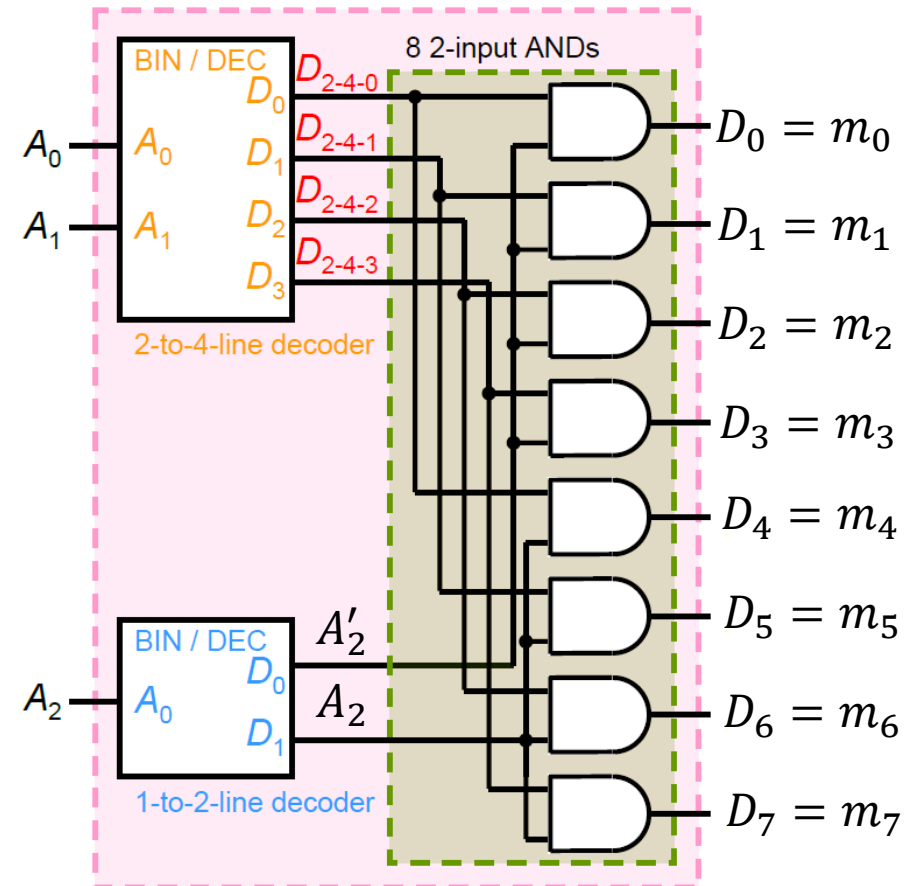 8 2-input ANDs
BIN / DEC
A₀
A₁
A₀
A₁
D₀
D₁
D₂
D₃
D₂₋₄₋₀
D₂₋₄₋₁
D₂₋₄₋₂
D₂₋₄₋₃
2-to-4-line decoder
BIN / DEC
A₂
A₀
D₀
D₁
A₂′
A₂
1-to-2-line decoder
D₀ = m₀
D₁ = m₁
D₂ = m₂
D₃ = m₃
D₄ = m₄
D₅ = m₅
D₆ = m₆
D₇ = m₇